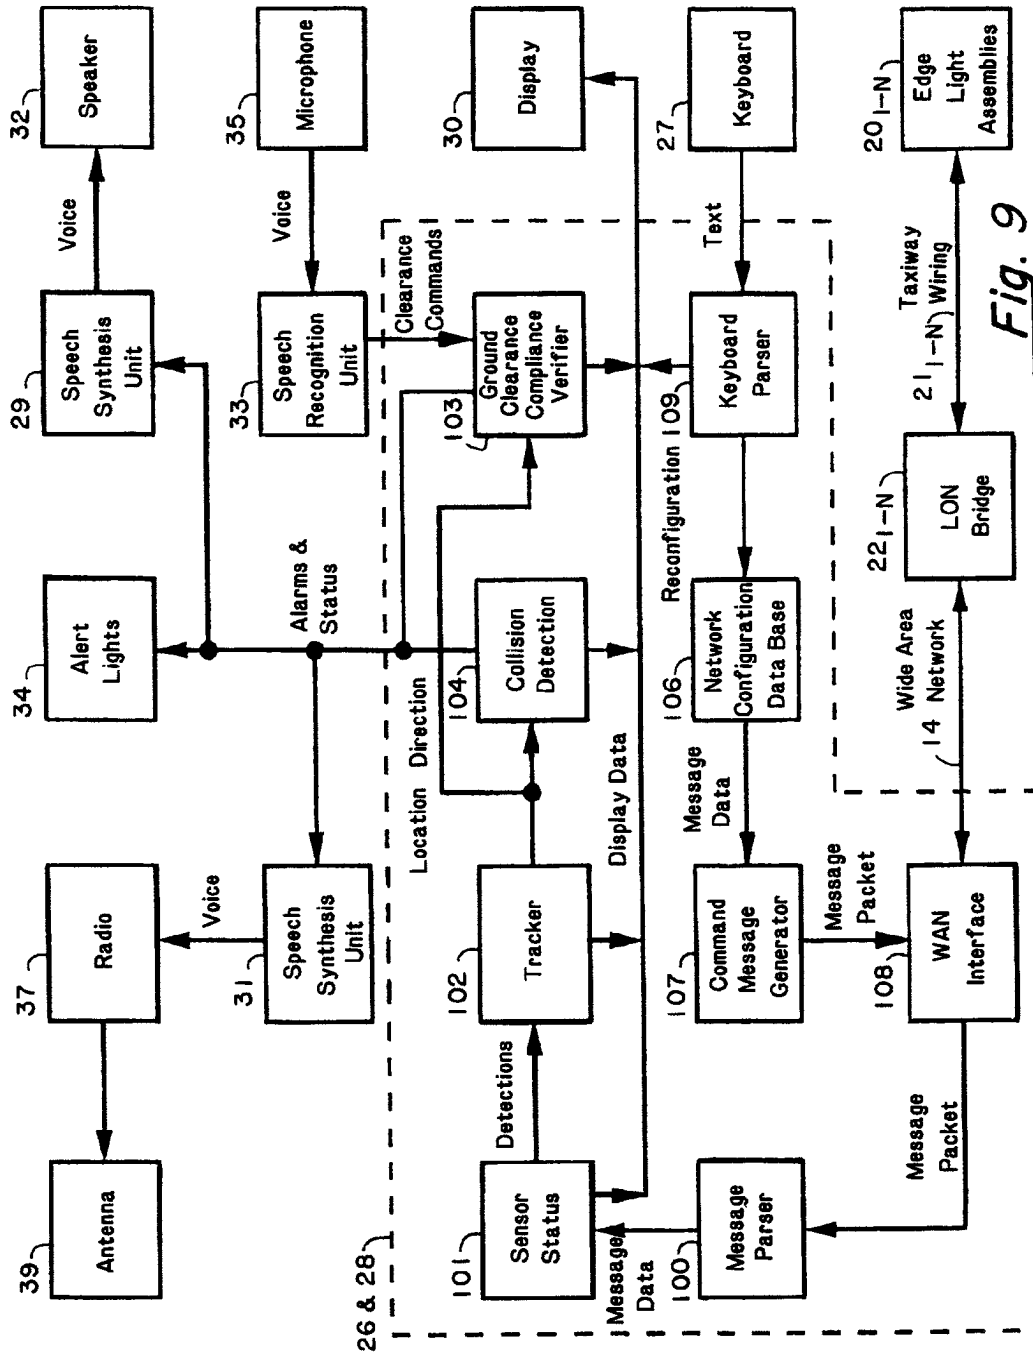 39
Antenna
37
Radio
34
Alert
Lights
29
Speech
Synthesis
Unit
Voice
32
Speaker
Voice
31
Speech
Synthesis
Unit
Alarms &
Status
33
Speech
Recognition
Unit
Voice
35
Microphone
26 & 28
Location Direction
Clearance
Commands
101
Sensor
Status
Detections
102
Tracker
104
Collision
Detection
103
Ground
Clearance
Compliance
Verifier
30
Display
Message
Data
Display Data
100
Message
Parser
107
Command
Message
Generator
Message
Data
106
Network
Configuration
Data Base
Reconfiguration
109
Keyboard
Parser
Text
27
Keyboard
Message
Packet
Message
Packet
108
WAN
Interface
Wide Area
14 Network
22 1-N
LON
Bridge
Taxiway
21 1-N Wiring
20 1-N
Edge
Light
Assemblies
Fig. 9